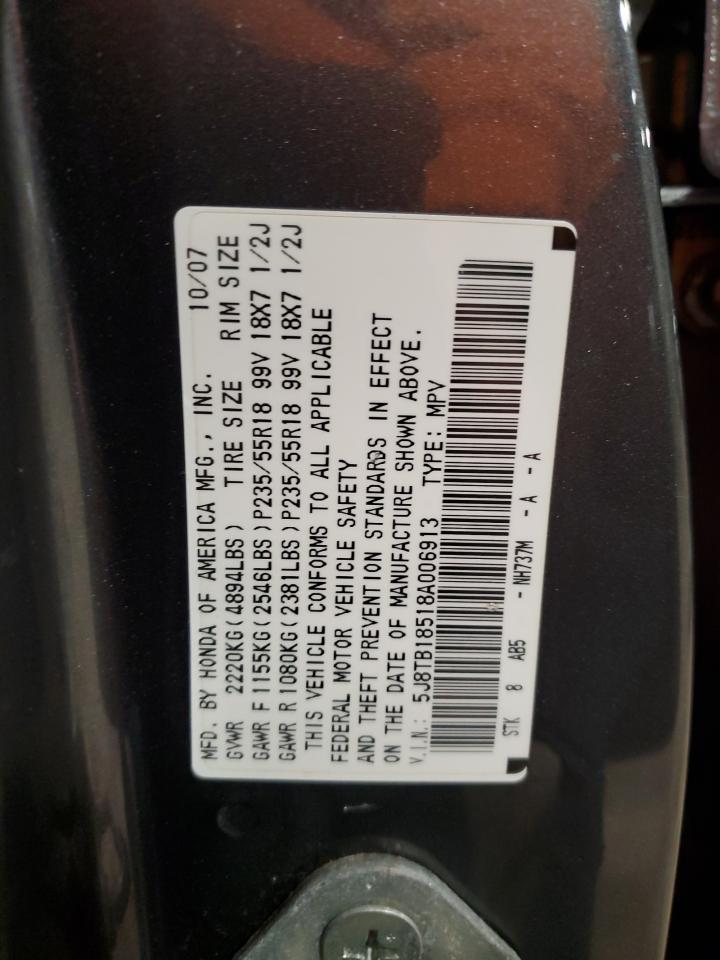 MFD. BY HONDA OF AMERICA MFG., INC. 10/07
GVWR 2220KG(4894LBS) TIRE SIZE RIM SIZE
GAWR F 1155KG(2546LBS)P235/55R18 99V 18X7 1/2J
GAWR R 1080KG(2381LBS)P235/55R18 99V 18X7 1/2J
THIS VEHICLE CONFORMS TO ALL APPLICABLE
FEDERAL MOTOR VEHICLE SAFETY
AND THEFT PREVENTION STANDARDS IN EFFECT
ON THE DATE OF MANUFACTURE SHOWN ABOVE.
V.I.N.: 5J8TB18518A006913 TYPE: MPV
STK 8 AB5 - NH737M - A - A